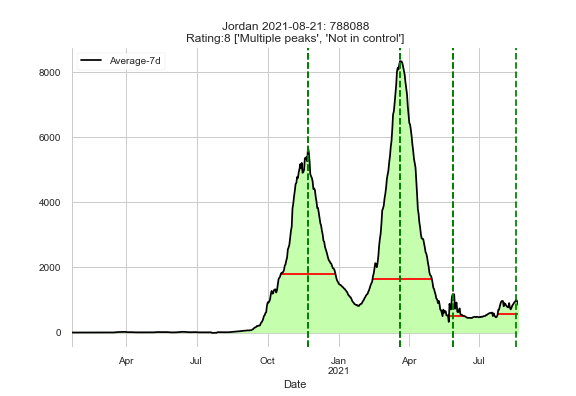 Jordan 2021-08-21: 788088
Rating:8 ['Multiple peaks', 'Not in control']
Average-7d
8000
6000
4000
2000
0
Apr
Jul
Oct
Jan
2021
Apr
Jul
Date